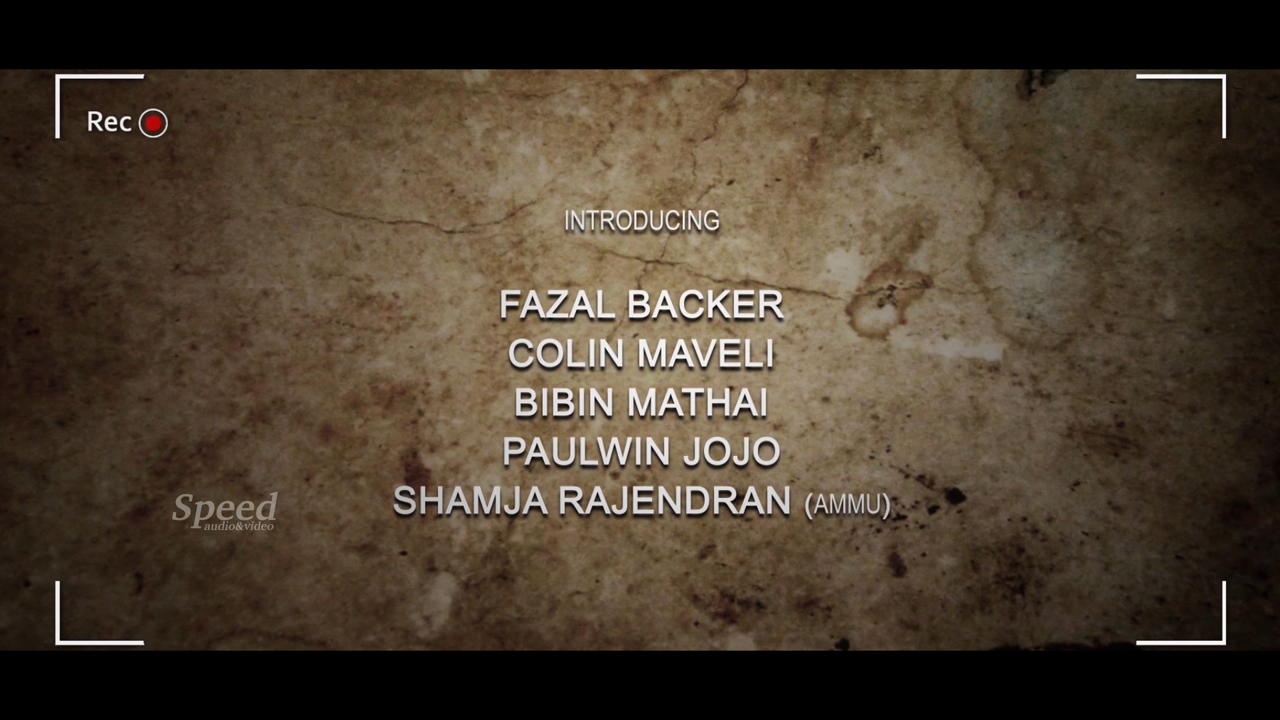 Rec
INTRODUCING
FAZAL BACKER
COLIN MAVELI
BIBIN MATHAI
PAULWIN JOJO
SHAMJA RAJENDRAN (AMMU)
Speed
audio&video